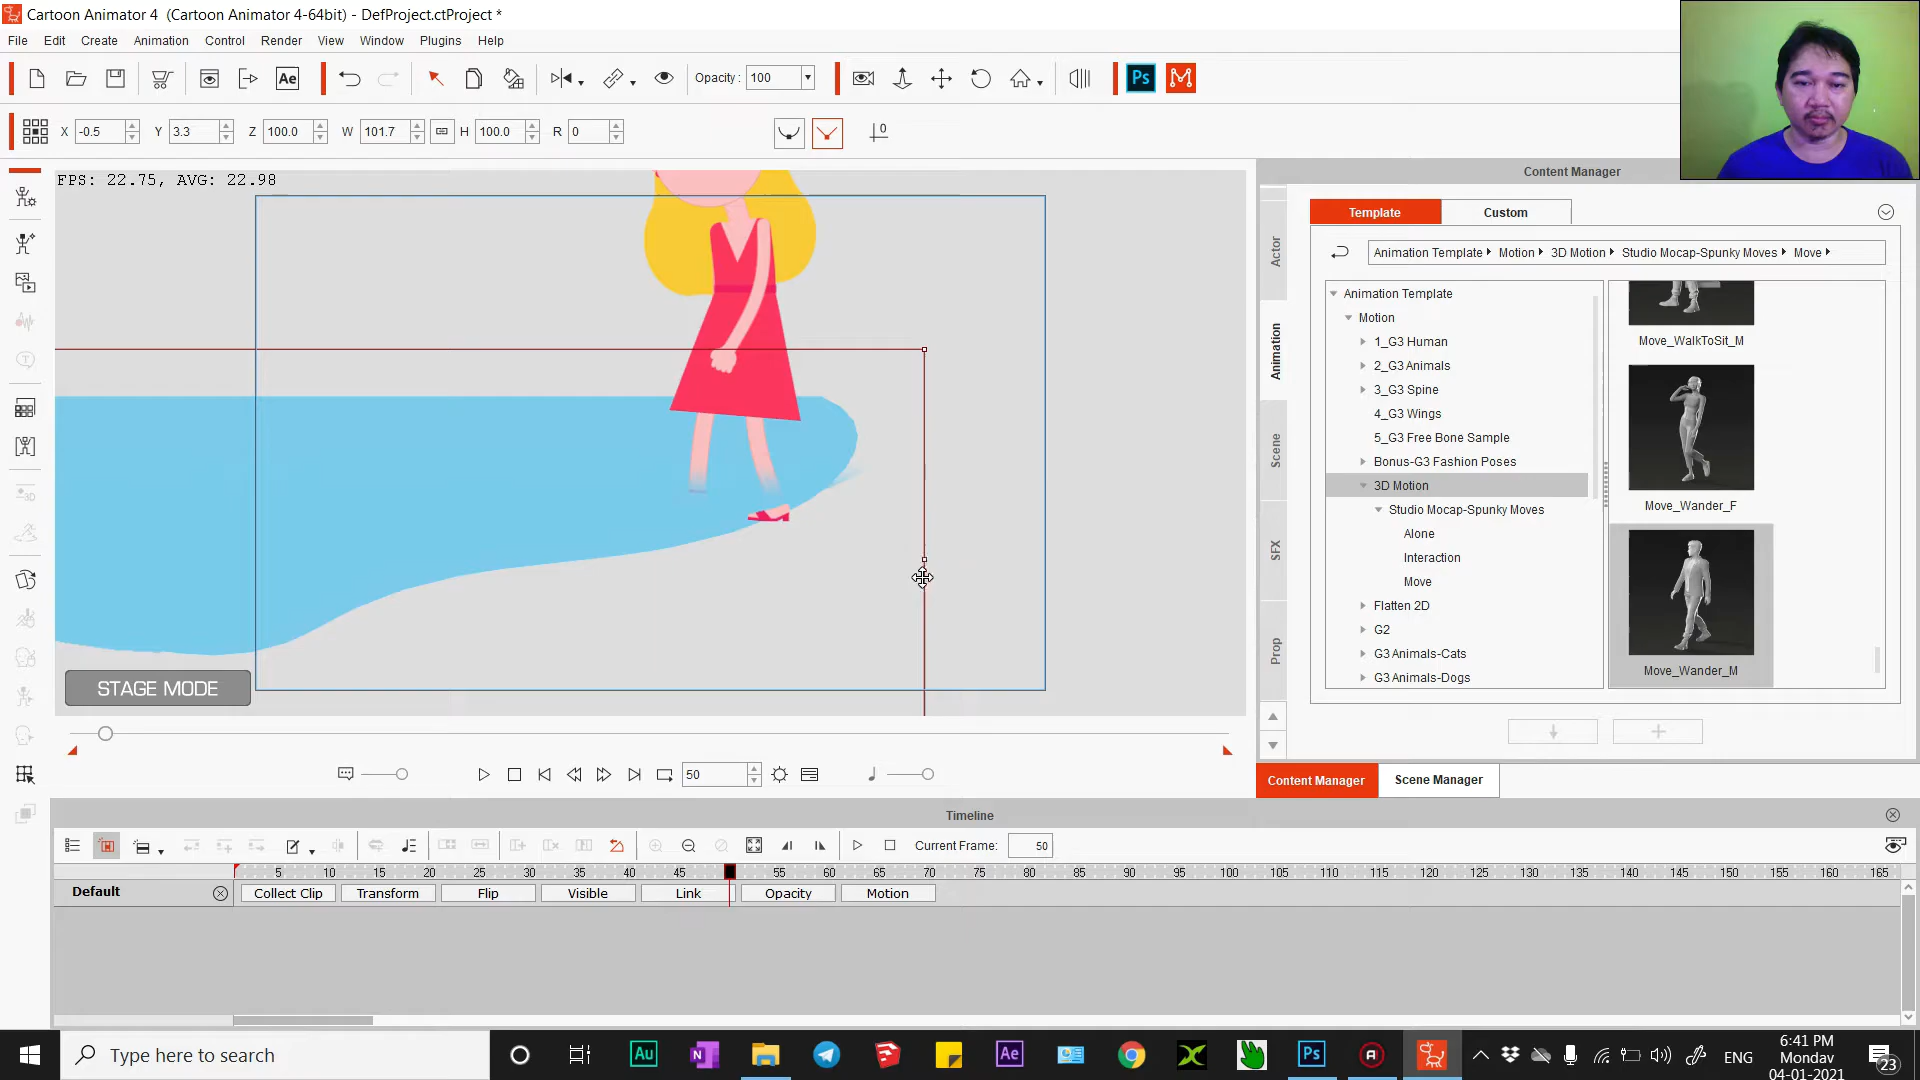 Cartoon Animator 4 (Cartoon Animator 4-64bit) - DefProject.ctProject *
File Edit Create Animation Control Render View Window Plugins Help
Ae Opacity : 100 Ps
X -0.5 Y 3.3 Z 100.0 W 101.7 H 100.0 R 0 0
FPS: 22.75, AVG: 22.98
STAGE MODE
50
Content Manager
Template Custom
Animation Template Motion 3D Motion Studio Mocap-Spunky Moves Move
Actor
Animation
Scene
SFX
Prop
Animation Template
Motion
1_G3 Human
2_G3 Animals
3_G3 Spine
4_G3 Wings
5_G3 Free Bone Sample
Bonus-G3 Fashion Poses
3D Motion
Studio Mocap-Spunky Moves
Alone
Interaction
Move
Flatten 2D
G2
G3 Animals-Cats
G3 Animals-Dogs
Move_WalkToSit_M
Move_Wander_F
Move_Wander_M
Content Manager Scene Manager
Timeline
Current Frame: 50
5 10 15 20 25 30 35 40 45 55 60 65 70 75 80 85 90 95 100 105 110 115 120 125 130 135 140 145 150 155 160 165
Default Collect Clip Transform Flip Visible Link Opacity Motion
Type here to search
Au Ae Ps
ENG
6:41 PM
Monday
04-01-2021
23